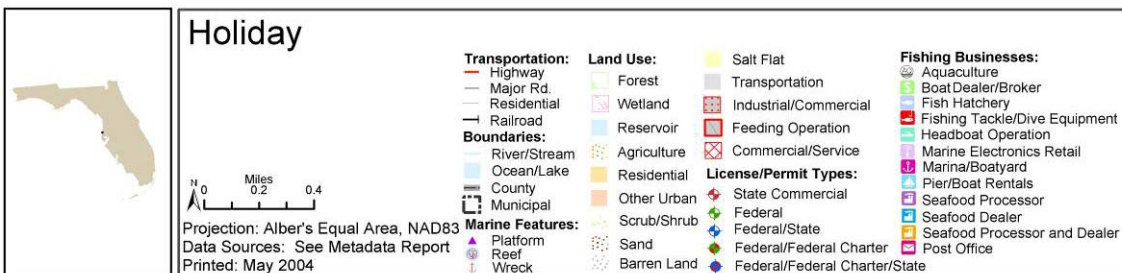 Holiday
N
Miles
0 0.2 0.4
Projection: Alber's Equal Area, NAD83
Data Sources: See Metadata Report
Printed: May 2004
Transportation:
Highway
Major Rd.
Residential
Railroad
Boundaries:
River/Stream
Ocean/Lake
County
Municipal
Marine Features:
Platform
Reef
Wreck
Land Use:
Forest
Wetland
Reservoir
Agriculture
Residential
Other Urban
Scrub/Shrub
Sand
Barren Land
Salt Flat
Transportation
Industrial/Commercial
Feeding Operation
Commercial/Service
License/Permit Types:
State Commercial
Federal
Federal/State
Federal/Federal Charter
Federal/Federal Charter/State
Fishing Businesses:
Aquaculture
Boat Dealer/Broker
Fish Hatchery
Fishing Tackle/Dive Equipment
Headboat Operation
Marine Electronics Retail
Marina/Boatyard
Pier/Boat Rentals
Seafood Processor
Seafood Dealer
Seafood Processor and Dealer
Post Office